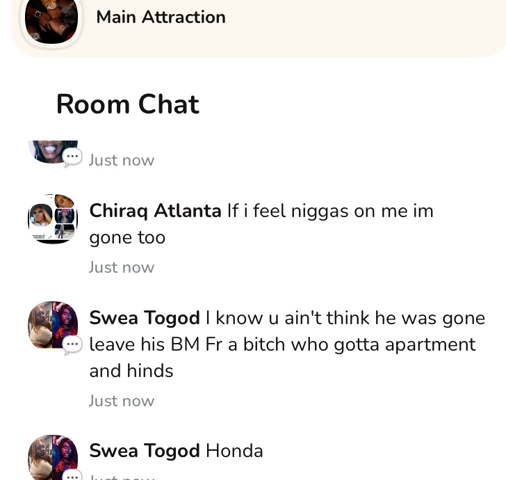 Main Attraction
Room Chat
Just now
Chiraq Atlanta If i feel niggas on me im
gone too
Just now
Swea Togod I know u ain't think he was gone
leave his BM Fr a bitch who gotta apartment
and hinds
Just now
Swea Togod Honda
Just now